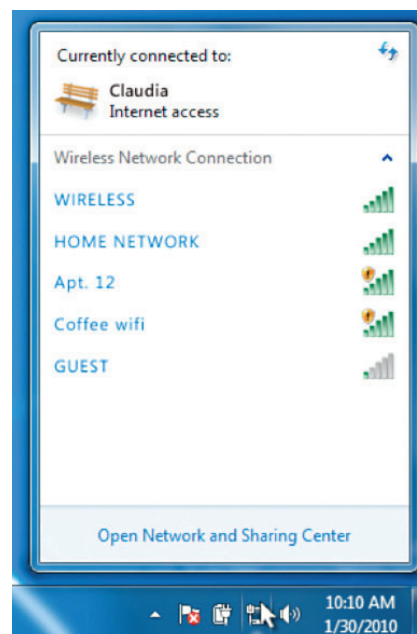 Currently connected to:
Claudia
Internet access
Wireless Network Connection
WIRELESS
HOME NETWORK
Apt. 12
Coffee wifi
GUEST
Open Network and Sharing Center
10:10 AM
1/30/2010